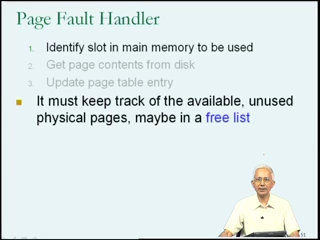 Page Fault Handler
1. Identify slot in main memory to be used
2. Get page contents from disk
3. Update page table entry
It must keep track of the available, unused
physical pages, maybe in a free list